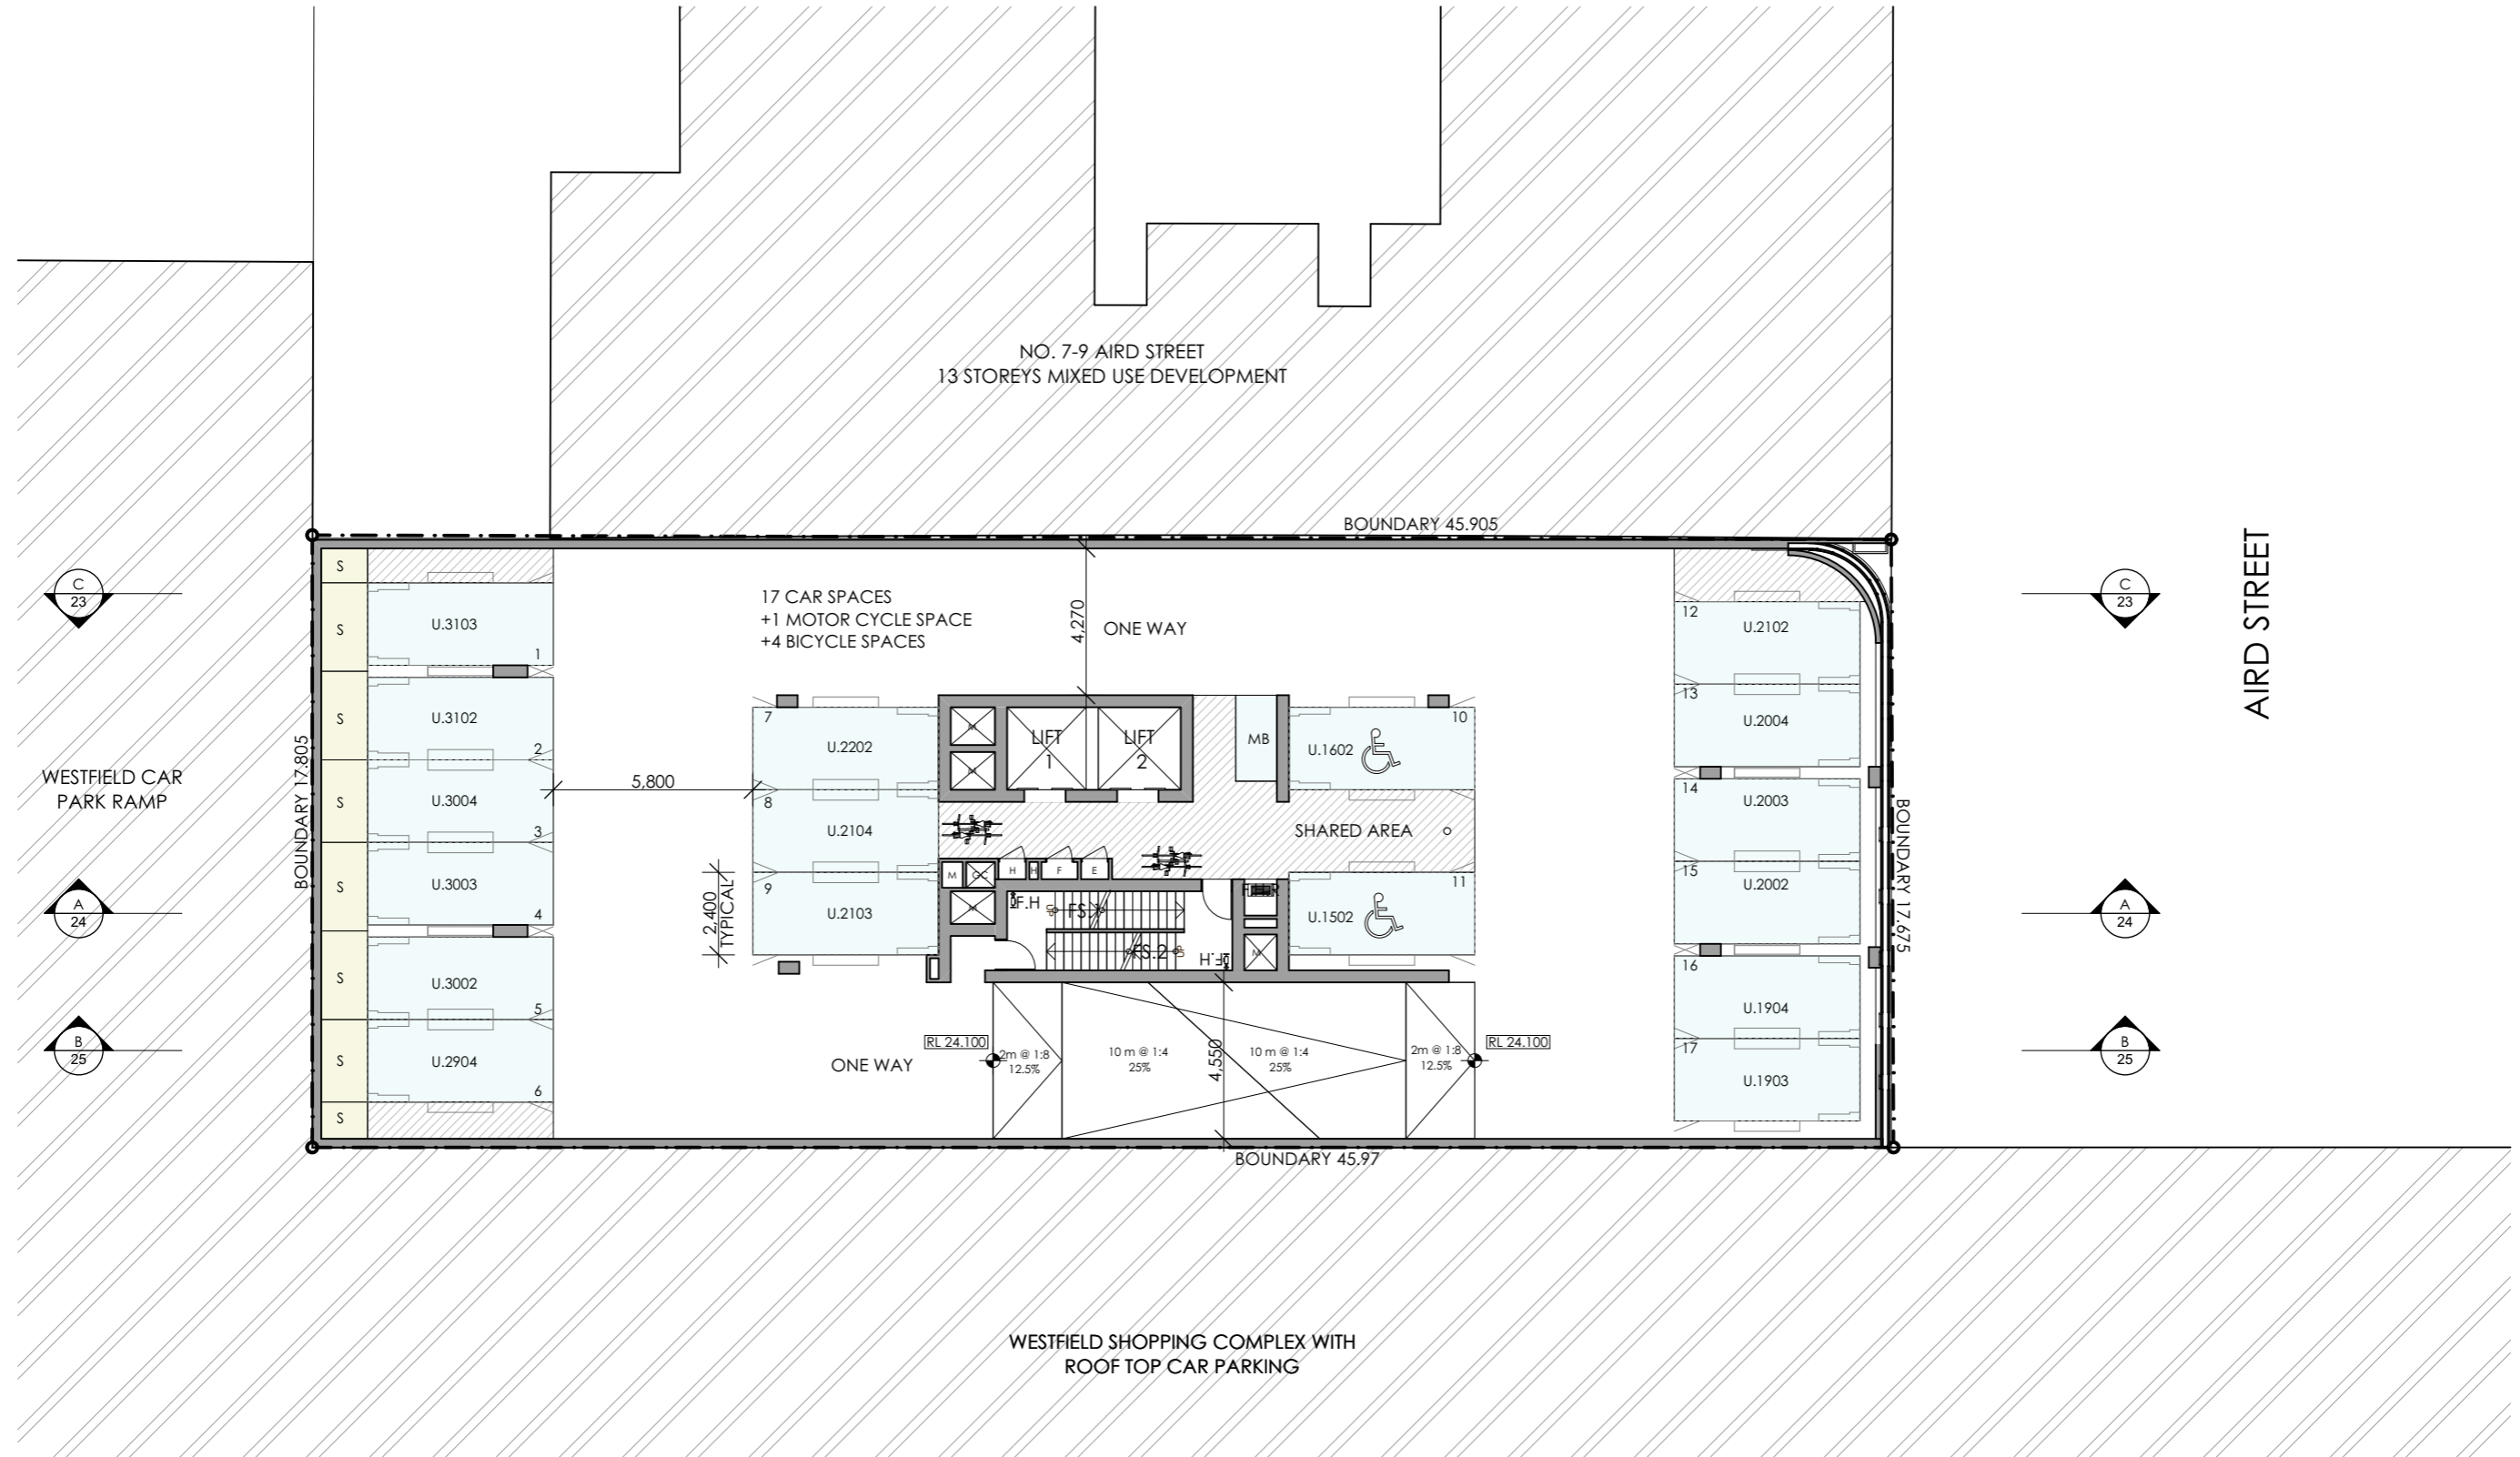 NO. 7-9 AIRD STREET
13 STOREYS MIXED USE DEVELOPMENT
BOUNDARY 45.905
C
23
C
23
AIRD STREET
S
S
S
S
S
S
S
S
U.3103
1
U.3102
2
U.3004
3
U.3003
4
U.3002
5
U.2904
6
17 CAR SPACES
+1 MOTOR CYCLE SPACE
+4 BICYCLE SPACES
4,270
ONE WAY
12
U.2102
13
U.2004
14
U.2003
15
U.2002
16
U.1904
17
U.1903
WESTFIELD CAR
PARK RAMP
BOUNDARY 17.805
5,800
7
U.2202
8
U.2104
9
U.2103
2,400
TYPICAL
M
M
LIFT
1
LIFT
2
MB
10
U.1602
SHARED AREA
11
U.1502
M
GC
H
H
F
E
M
F.H
FS.1
FS.2
F.H
M
BOUNDARY 17.675
A
24
A
24
B
25
B
25
ONE WAY
RL 24.100
2m @ 1:8
12.5%
10 m @ 1:4
25%
4,550
10 m @ 1:4
25%
2m @ 1:8
12.5%
RL 24.100
BOUNDARY 45.97
WESTFIELD SHOPPING COMPLEX WITH
ROOF TOP CAR PARKING